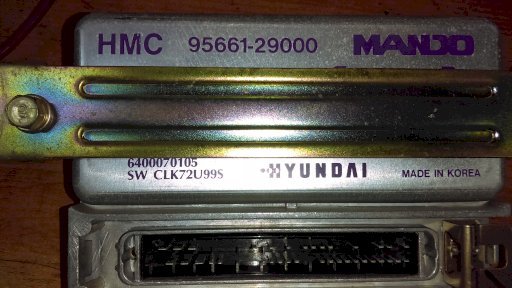 HMC 95661-29000 MANDO
6400070105
SW CLK72U99S HYUNDAI MADE IN KOREA